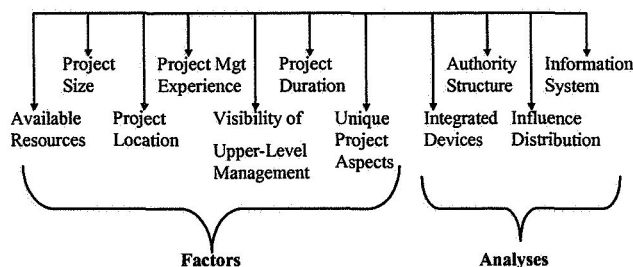 Project
Size
Project Mgt
Experience
Project
Duration
Authority
Structure
Information
System
Available
Resources
Project
Location
Visibility of
Upper-Level
Management
Unique
Project
Aspects
Integrated
Devices
Influence
Distribution
Factors
Analyses